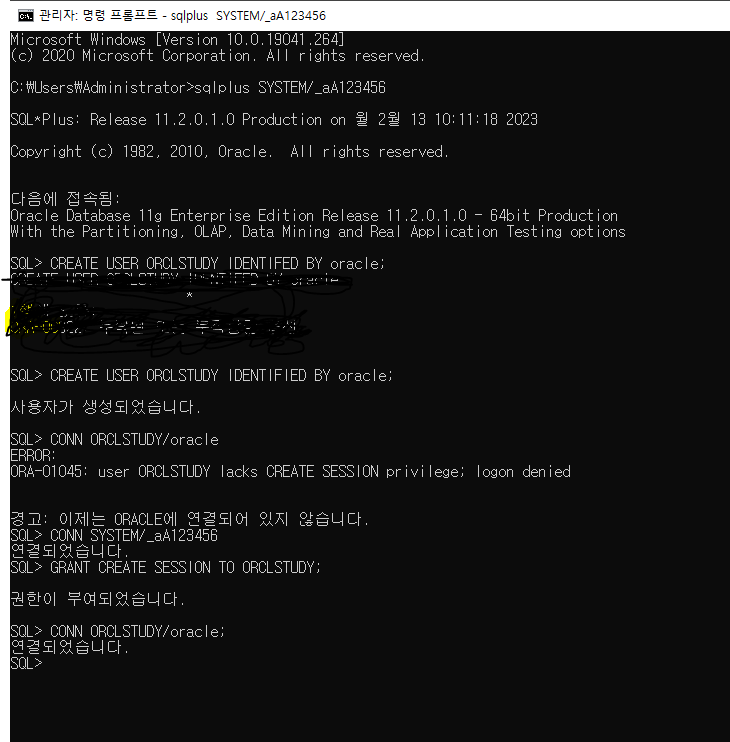 관리자: 명령 프롬프트 - sqlplus SYSTEM/_aA123456
Microsoft Windows [Version 10.0.19041.264]
(c) 2020 Microsoft Corporation. All rights reserved.
C:₩Users₩Administrator>sqlplus SYSTEM/_aA123456
SQL*Plus: Release 11.2.0.1.0 Production on 월 2월 13 10:11:18 2023
Copyright (c) 1982, 2010, Oracle.  All rights reserved.
다음에 접속됨:
Oracle Database 11g Enterprise Edition Release 11.2.0.1.0 - 64bit Production
With the Partitioning, OLAP, Data Mining and Real Application Testing options
SQL> CREATE USER ORCLSTUDY IDENTIFED BY oracle;
*
SQL> CREATE USER ORCLSTUDY IDENTIFIED BY oracle;
사용자가 생성되었습니다.
SQL> CONN ORCLSTUDY/oracle
ERROR:
ORA-01045: user ORCLSTUDY lacks CREATE SESSION privilege; logon denied
경고: 이제는 ORACLE에 연결되어 있지 않습니다.
SQL> CONN SYSTEM/_aA123456
연결되었습니다.
SQL> GRANT CREATE SESSION TO ORCLSTUDY;
권한이 부여되었습니다.
SQL> CONN ORCLSTUDY/oracle;
연결되었습니다.
SQL>